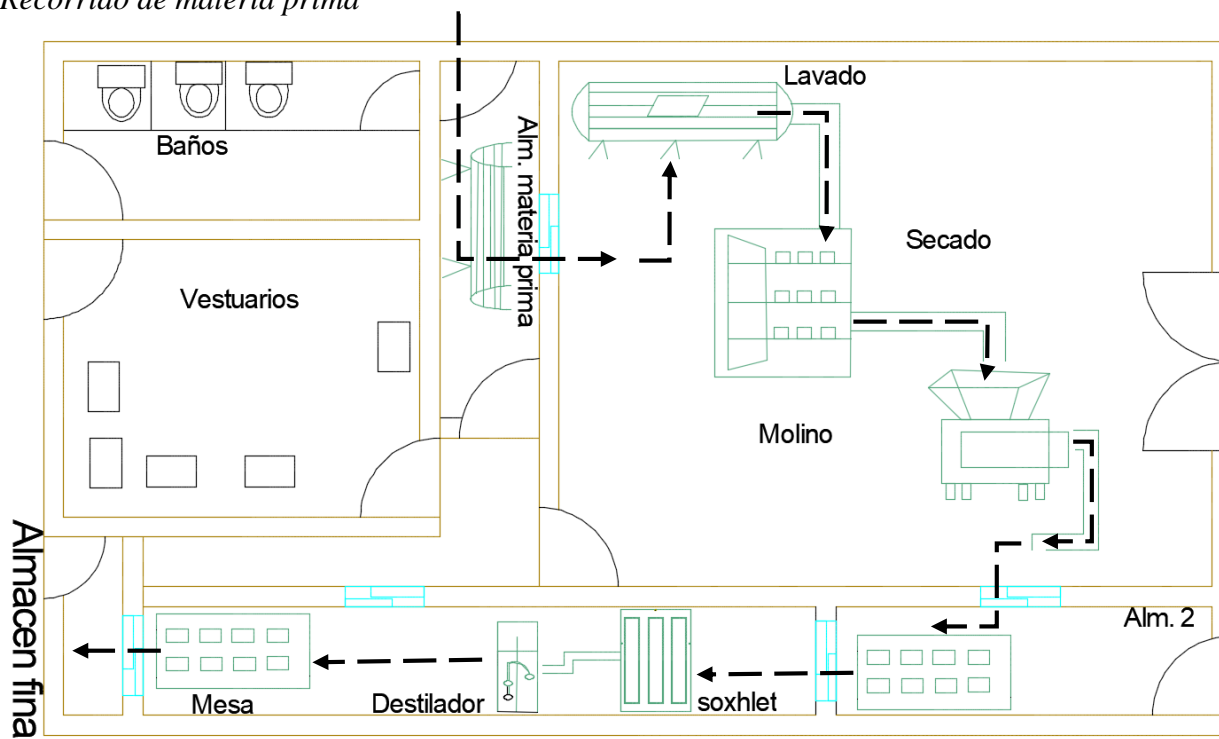 Recorrido de materia prima
Lavado
Baños
Alm. materia prima
Secado
Vestuarios
Molino
Almacen fina
Alm. 2
Mesa
Destilador
soxhlet